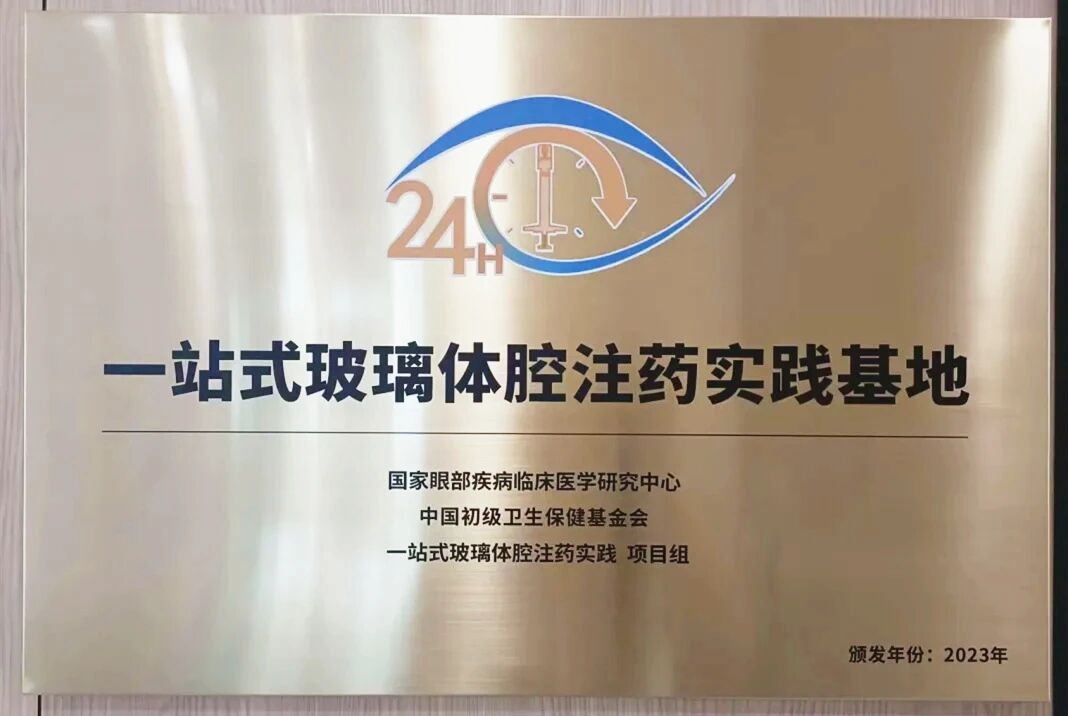 24H
一站式玻璃体腔注药实践基地
国家眼部疾病临床医学研究中心
中国初级卫生保健基金会
一站式玻璃体腔注药实践 项目组
颁发年份：2023年